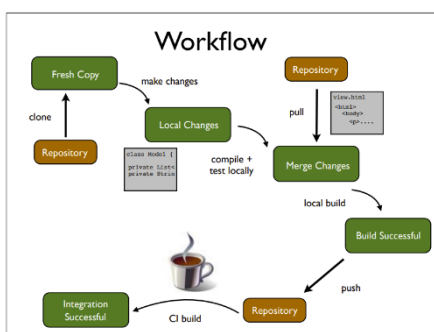 Workflow
Fresh Copy
make changes
clone
Repository
Local Changes
class Model {
private List<
private Strin
compile +
test locally
Repository
pull
view.html
<html>
<body>
<p>....
Merge Changes
local build
Build Successful
push
Repository
CI build
Integration
Successful